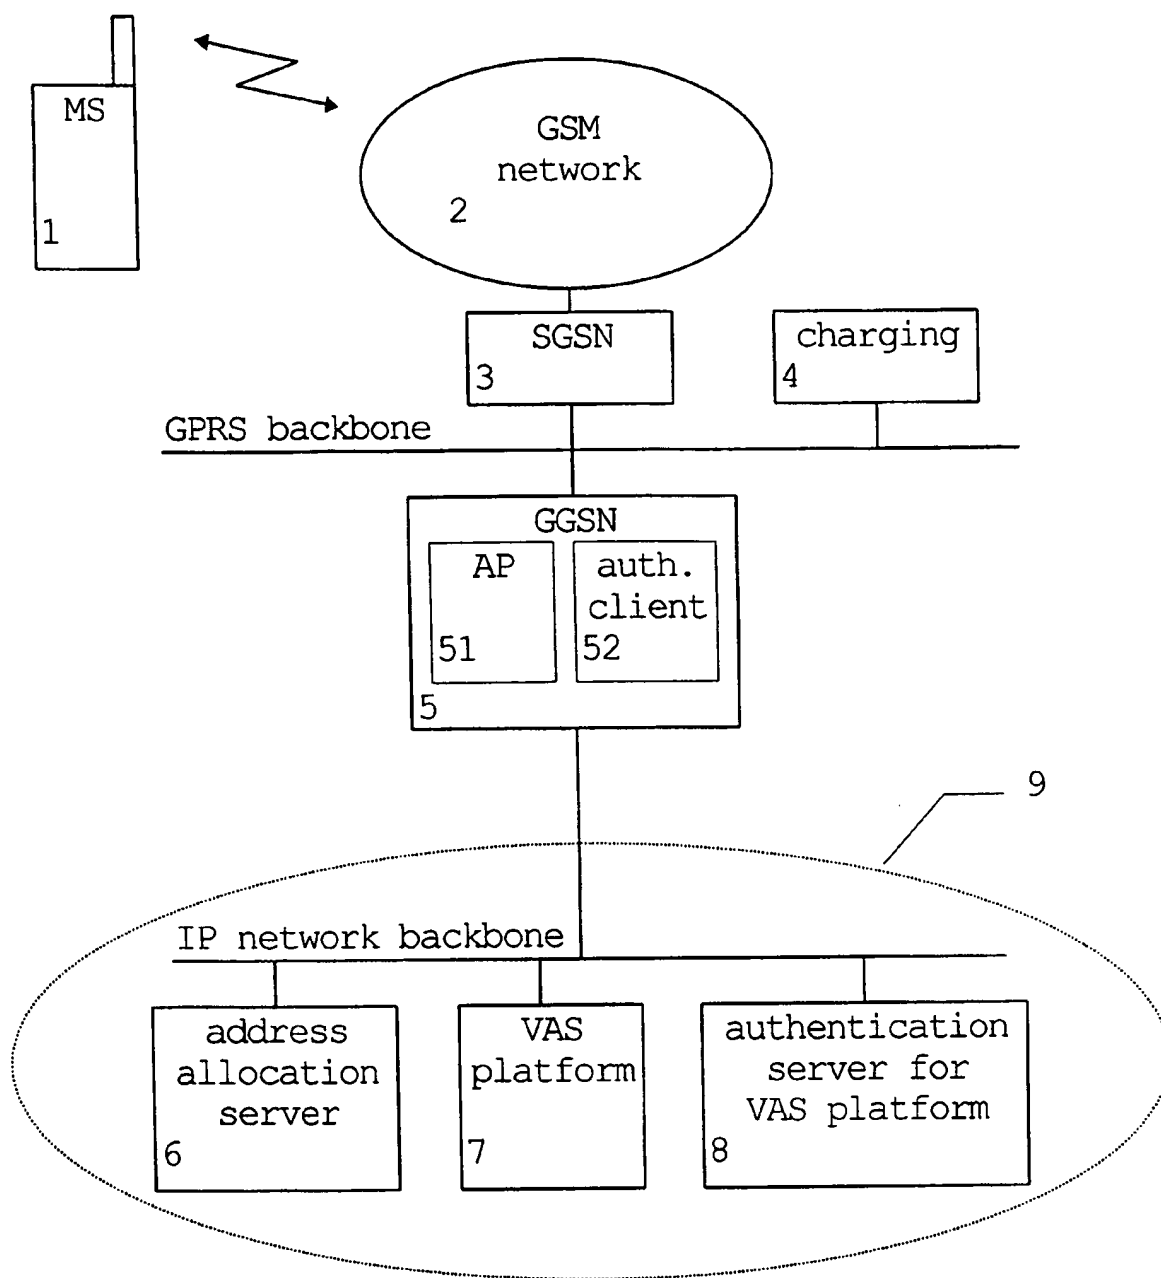 MS
1
GSM
network
2
SGSN
3
charging
4
GPRS backbone
GGSN
AP
51
auth.
client
52
5
9
IP network backbone
address
allocation
server
6
VAS
platform
7
authentication
server for
VAS platform
8